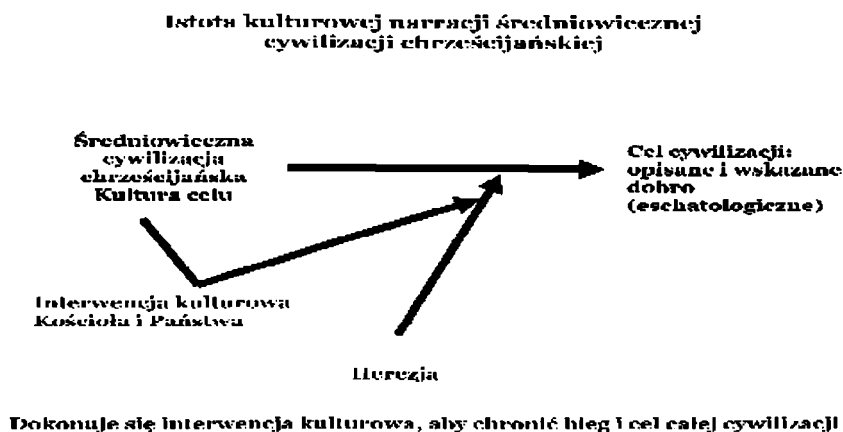 Istota kulturowej narracji średniowiecznej
cywilizacji chrześcijańskiej
Średniowieczna
cywilizacja
chrześcijańska
Kultura celu
Cel cywilizacji:
opisane i wskazane
dobro
(eschatologiczne)
Interwencja kulturowa
Kościoła i Państwa
Herezja
Dokonuje się interwencja kulturowa, aby chronić bieg i cel całej cywilizacji